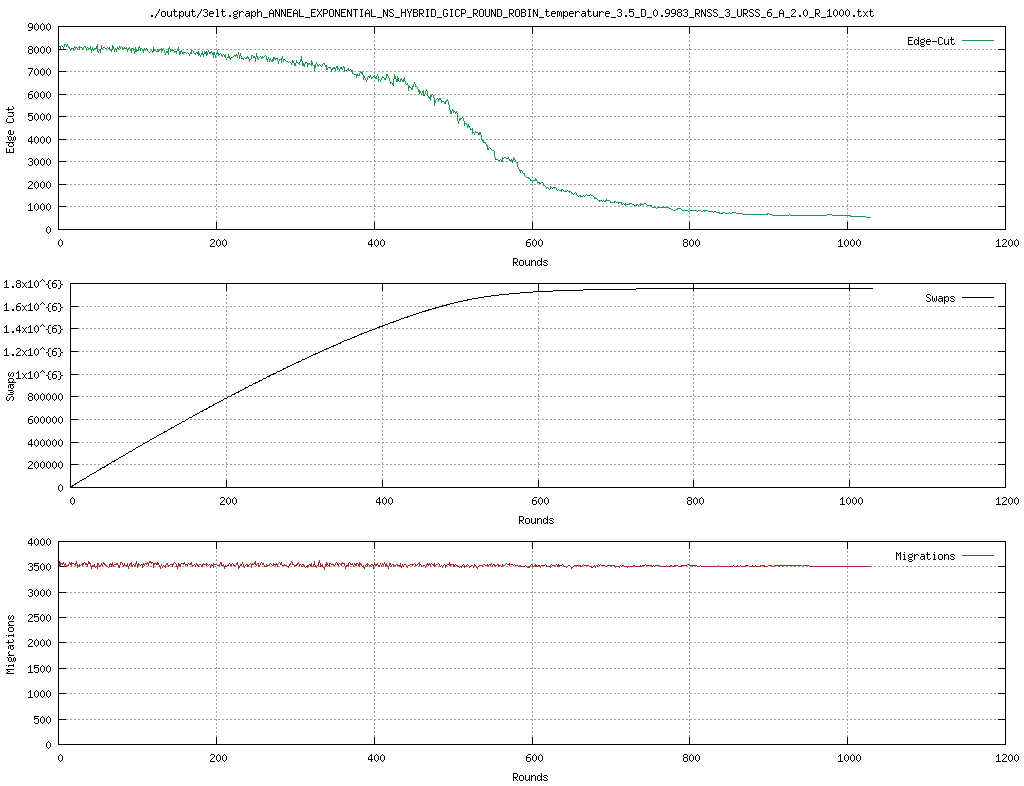 ./output/3elt.graph_ANNEAL_EXPONENTIAL_NS_HYBRID_GICP_ROUND_ROBIN_temperature_3.5_D_0.9983_RNSS_3_URSS_6_A_2.0_R_1000.txt
9000
8000
7000
6000
5000
4000
3000
2000
1000
0
Edge Cut
Edge-Cut
0 200 400 600 800 1000 1200
Rounds
1.8x10^{6}
1.6x10^{6}
1.4x10^{6}
1.2x10^{6}
1x10^{6}
800000
600000
400000
200000
0
Swaps
Swaps
0 200 400 600 800 1000 1200
Rounds
4000
3500
3000
2500
2000
1500
1000
500
0
Migrations
Migrations
0 200 400 600 800 1000 1200
Rounds